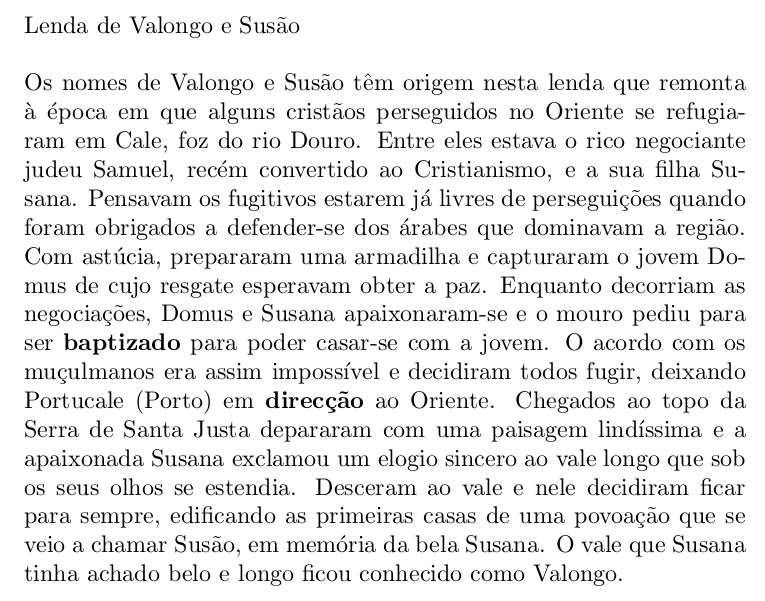 Lenda de Valongo e Susão
Os nomes de Valongo e Susão têm origem nesta lenda que remonta
à época em que alguns cristãos perseguidos no Oriente se refugia-
ram em Cale, foz do rio Douro. Entre eles estava o rico negociante
judeu Samuel, recém convertido ao Cristianismo, e a sua filha Su-
sana. Pensavam os fugitivos estarem já livres de perseguições quando
foram obrigados a defender-se dos árabes que dominavam a região.
Com astúcia, prepararam uma armadilha e capturaram o jovem Do-
mus de cujo resgate esperavam obter a paz. Enquanto decorriam as
negociações, Domus e Susana apaixonaram-se e o mouro pediu para
ser baptizado para poder casar-se com a jovem. O acordo com os
muçulmanos era assim impossível e decidiram todos fugir, deixando
Portucale (Porto) em direcção ao Oriente. Chegados ao topo da
Serra de Santa Justa depararam com uma paisagem lindíssima e a
apaixonada Susana exclamou um elogio sincero ao vale longo que sob
os seus olhos se estendia. Desceram ao vale e nele decidiram ficar
para sempre, edificando as primeiras casas de uma povoação que se
veio a chamar Susão, em memória da bela Susana. O vale que Susana
tinha achado belo e longo ficou conhecido como Valongo.